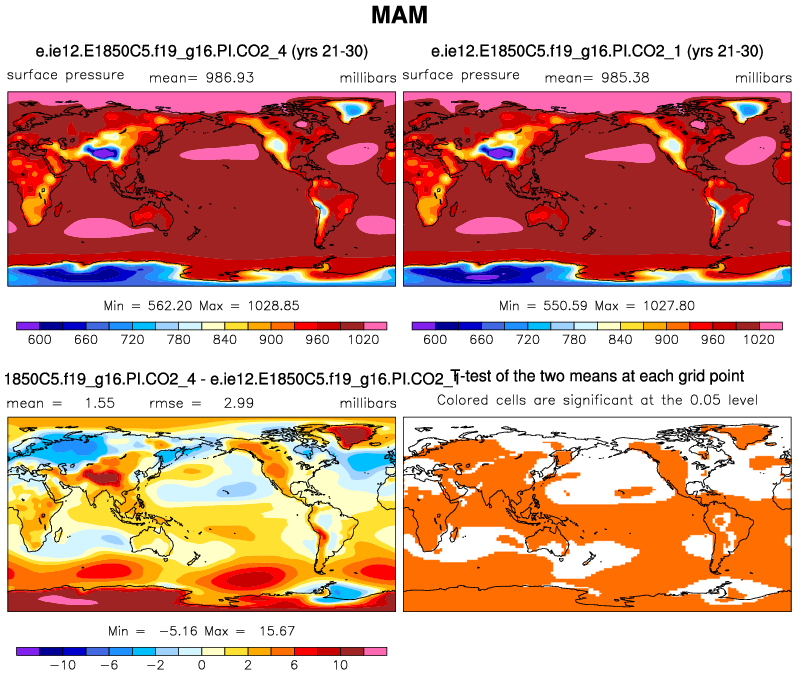 MAM
e.ie12.E1850C5.f19_g16.PI.CO2_4 (yrs 21-30)
surface pressure mean= 986.93 millibars
Min = 562.20 Max = 1028.85
600 660 720 780 840 900 960 1020
e.ie12.E1850C5.f19_g16.PI.CO2_1 (yrs 21-30)
surface pressure mean= 985.38 millibars
Min = 550.59 Max = 1027.80
600 660 720 780 840 900 960 1020
1850C5.f19_g16.PI.CO2_4 - e.ie12.E1850C5.f19_g16.PI.CO2_1
mean = 1.55 rmse = 2.99 millibars
Min = -5.16 Max = 15.67
-10 -6 -2 0 2 6 10
T-test of the two means at each grid point
Colored cells are significant at the 0.05 level